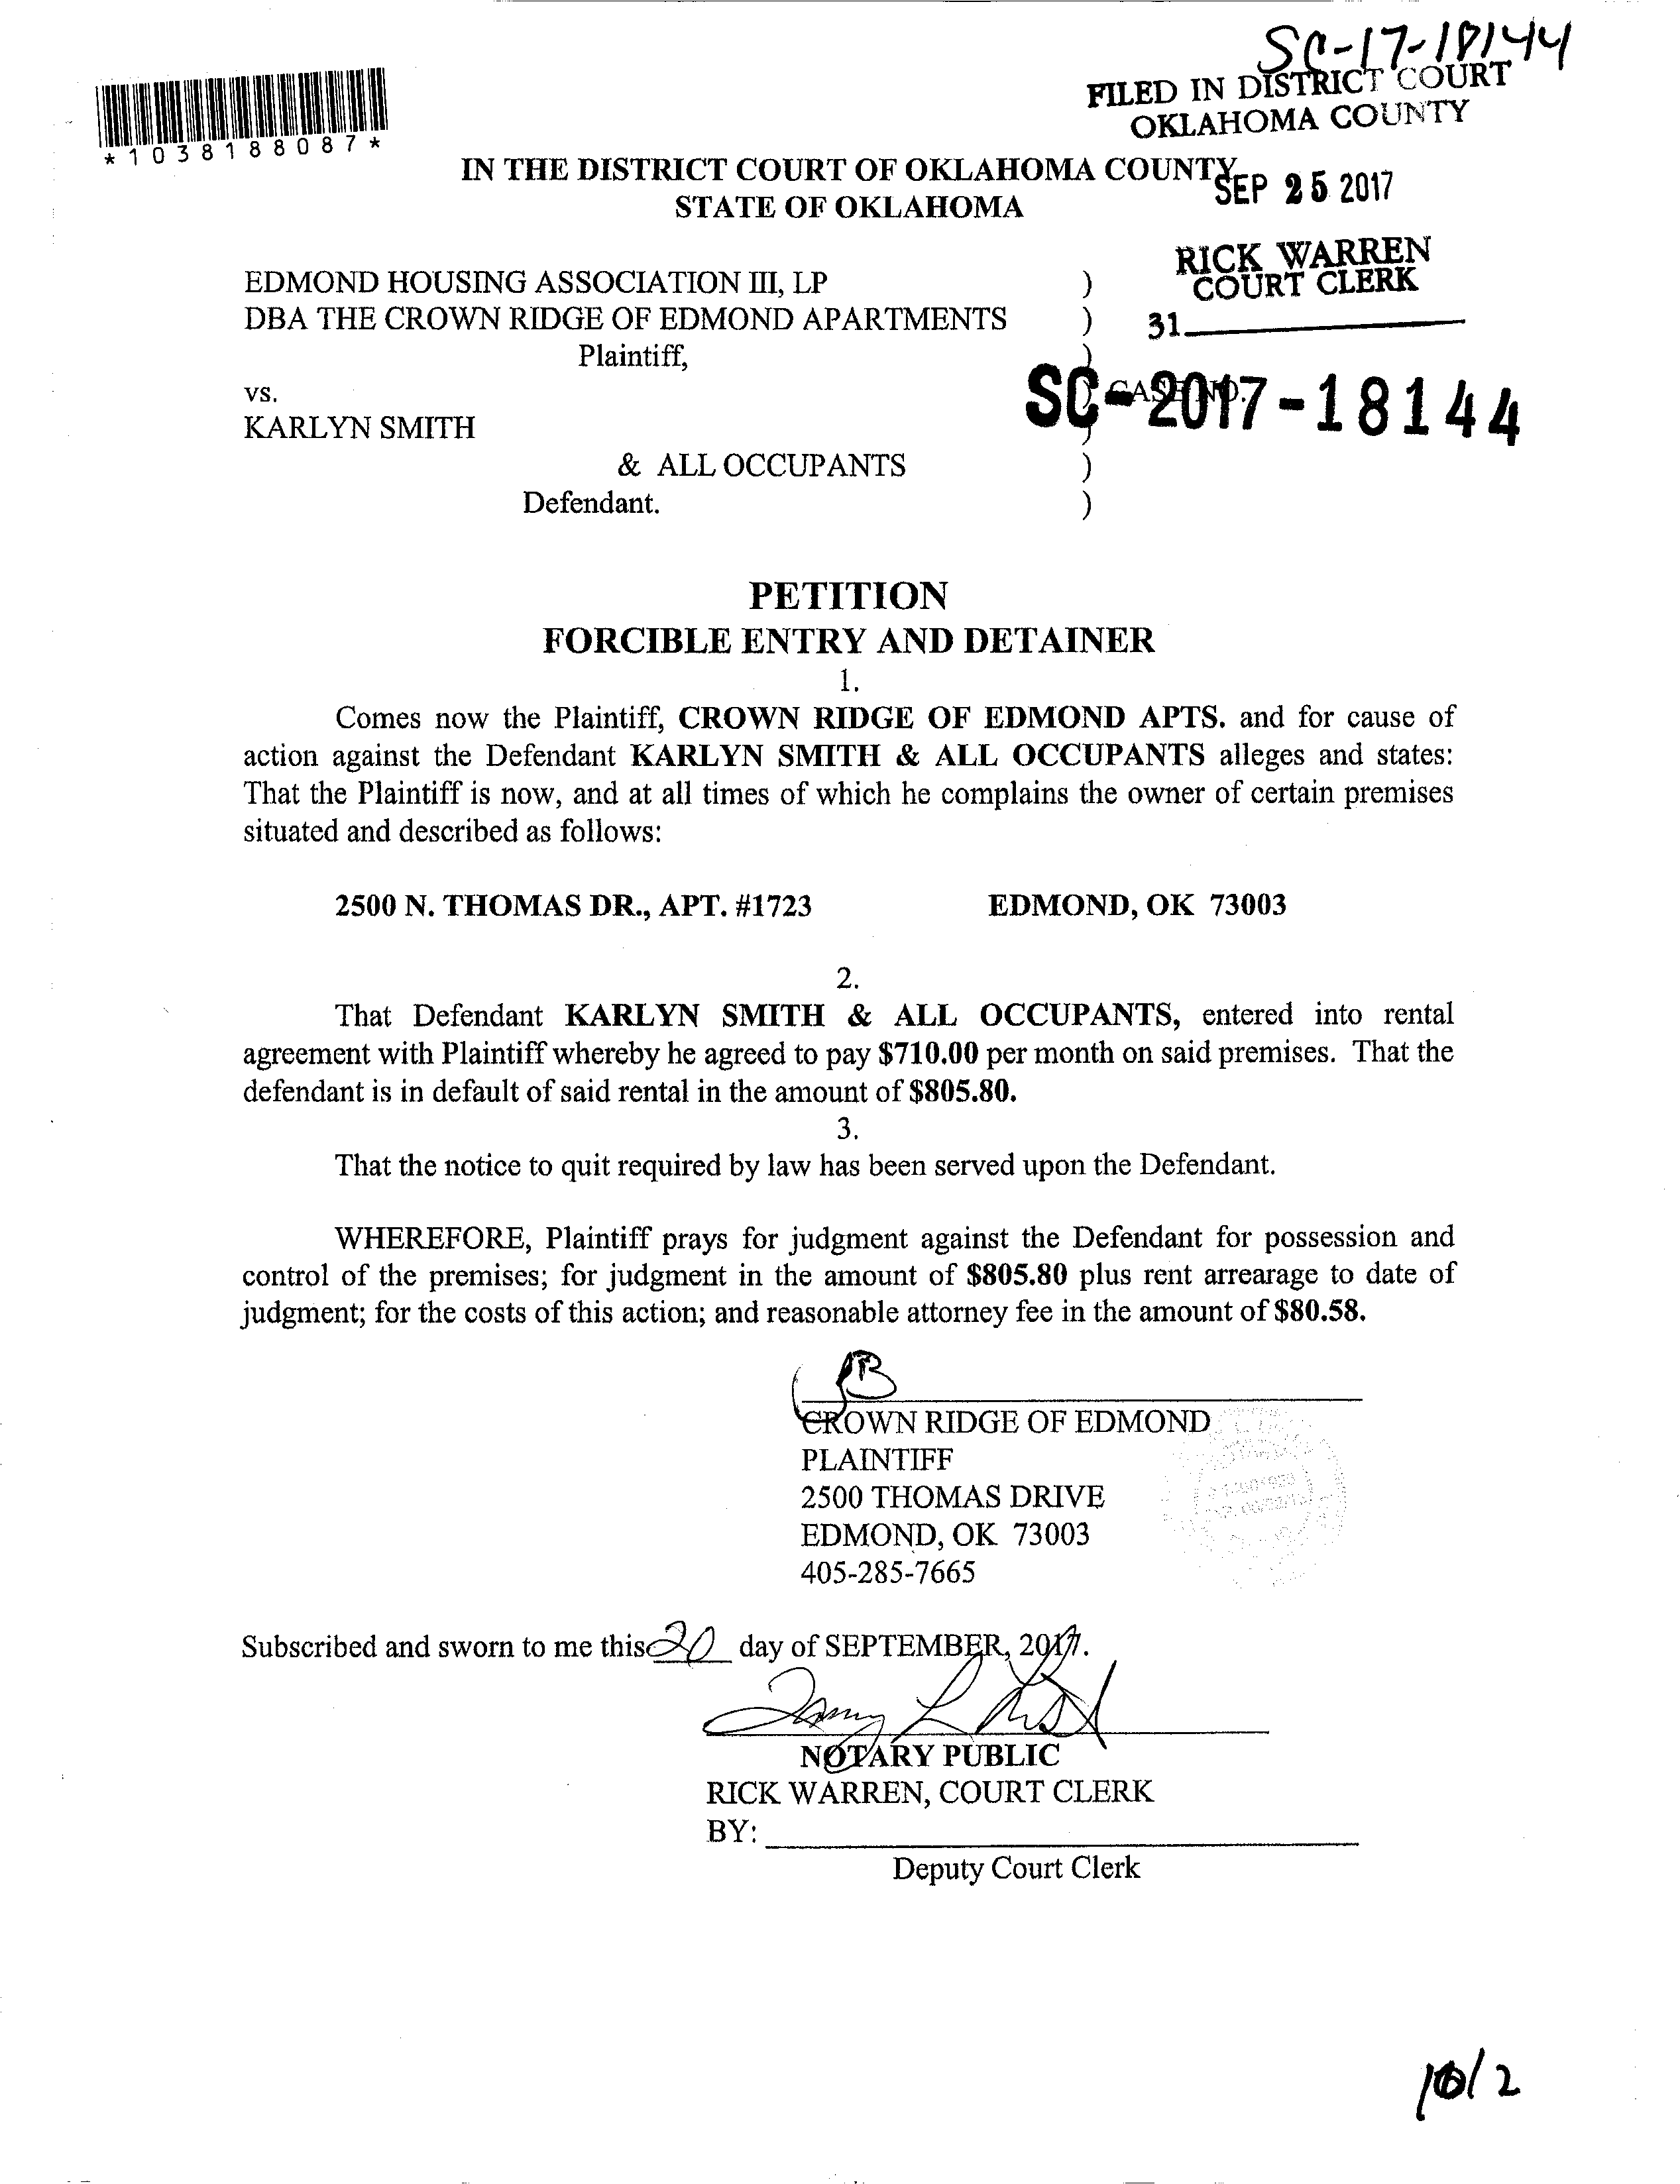 SC-17-18144
FILED IN DISTRICT COURT
OKLAHOMA COUNTY
*1038188087*
IN THE DISTRICT COURT OF OKLAHOMA COUNTY
STATE OF OKLAHOMA
SEP 25 2017
RICK WARREN
COURT CLERK
31
EDMOND HOUSING ASSOCIATION III, LP )
DBA THE CROWN RIDGE OF EDMOND APARTMENTS )
Plaintiff, )
vs. ) CASE NO.
SC-2017-18144
KARLYN SMITH )
& ALL OCCUPANTS )
Defendant. )
PETITION
FORCIBLE ENTRY AND DETAINER
1.
Comes now the Plaintiff, CROWN RIDGE OF EDMOND APTS. and for cause of
action against the Defendant KARLYN SMITH & ALL OCCUPANTS alleges and states:
That the Plaintiff is now, and at all times of which he complains the owner of certain premises
situated and described as follows:
2500 N. THOMAS DR., APT. #1723 EDMOND, OK 73003
2.
That Defendant KARLYN SMITH & ALL OCCUPANTS, entered into rental
agreement with Plaintiff whereby he agreed to pay $710.00 per month on said premises. That the
defendant is in default of said rental in the amount of $805.80.
3.
That the notice to quit required by law has been served upon the Defendant.
WHEREFORE, Plaintiff prays for judgment against the Defendant for possession and
control of the premises; for judgment in the amount of $805.80 plus rent arrearage to date of
judgment; for the costs of this action; and reasonable attorney fee in the amount of $80.58.
CROWN RIDGE OF EDMOND
PLAINTIFF
2500 THOMAS DRIVE
EDMOND, OK 73003
405-285-7665
Subscribed and sworn to me this 20 day of SEPTEMBER, 2017.
NOTARY PUBLIC
RICK WARREN, COURT CLERK
BY:
Deputy Court Clerk
10/2